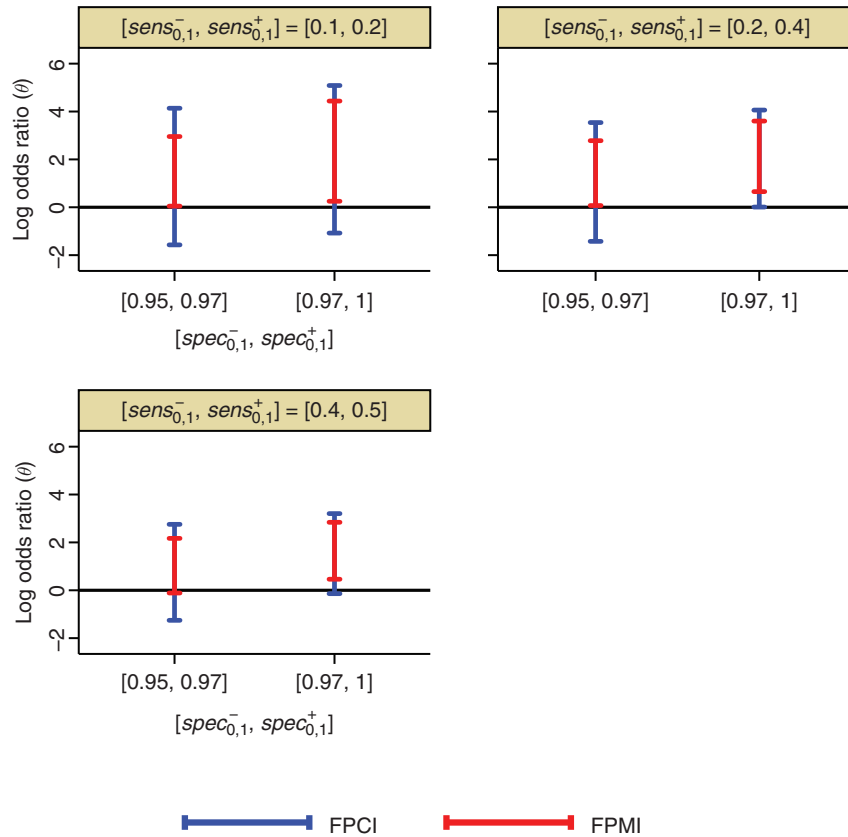 [sens⁻₀,₁, sens⁺₀,₁] = [0.1, 0.2]
[sens⁻₀,₁, sens⁺₀,₁] = [0.2, 0.4]
Log odds ratio (θ)
6
4
2
0
−2
[0.95, 0.97] [0.97, 1]
[spec⁻₀,₁, spec⁺₀,₁]
[0.95, 0.97] [0.97, 1]
[sens⁻₀,₁, sens⁺₀,₁] = [0.4, 0.5]
Log odds ratio (θ)
6
4
2
0
−2
[0.95, 0.97] [0.97, 1]
[spec⁻₀,₁, spec⁺₀,₁]
FPCI FPMI